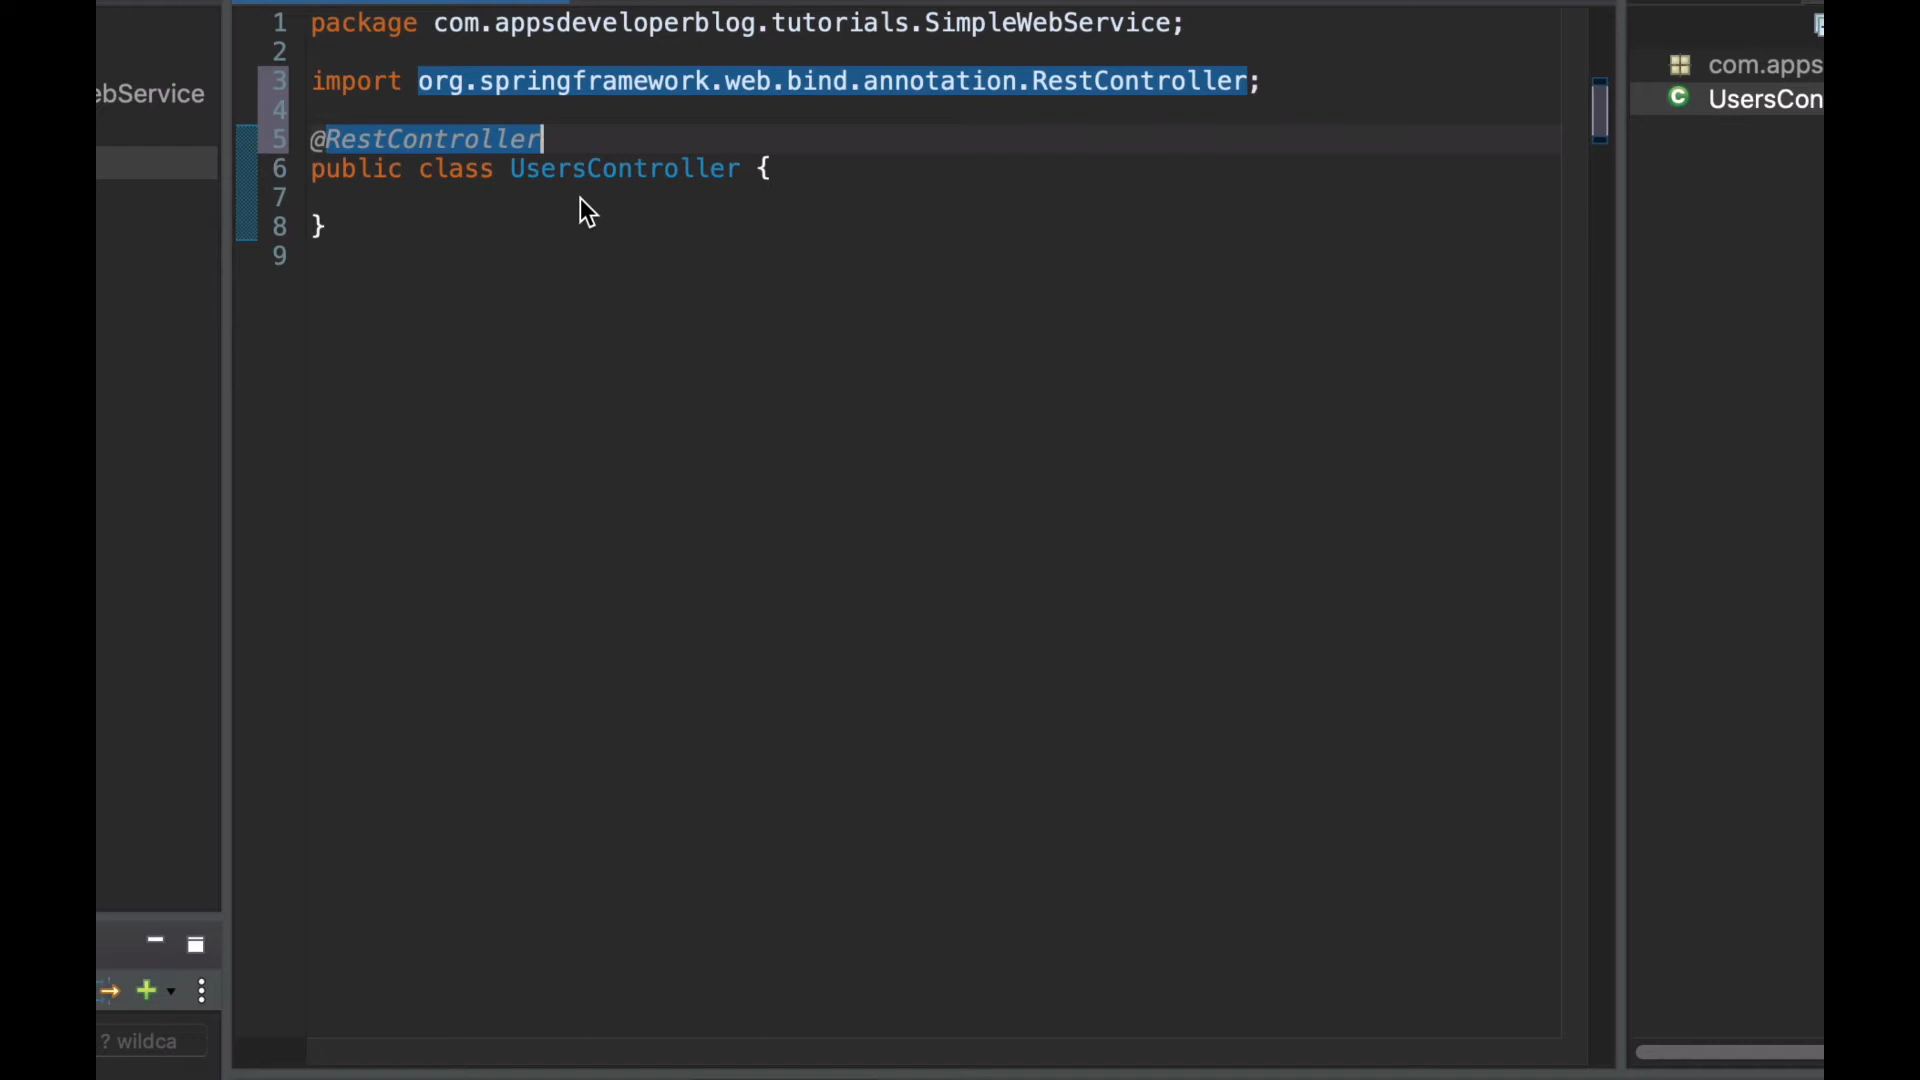 1 package com.appsdeveloperblog.tutorials.SimpleWebService;
2
3 import org.springframework.web.bind.annotation.RestController;
4
5 @RestController
6 public class UsersController {
7
8 }
9
ebService
? wildca
com.apps
UsersCon